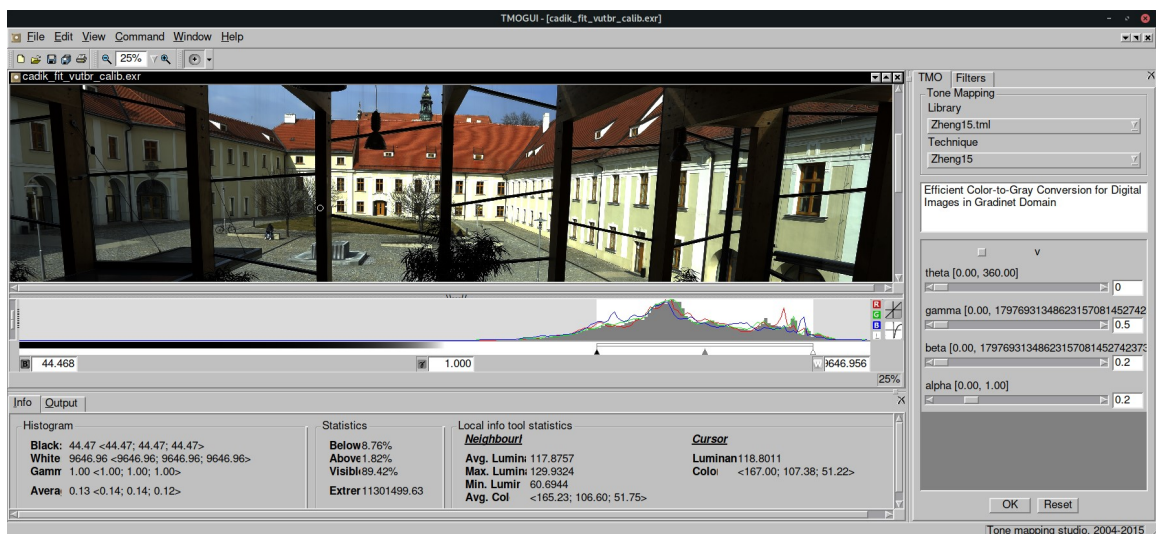 TMOGUI - [cadik_fit_vutbr_calib.exr]
File Edit View Command Window Help
25%
cadik_fit_vutbr_calib.exr
R
G
B
L
B 44.468
1.000
W 9646.956
25%
Info Output
Histogram
Black: 44.47 <44.47; 44.47; 44.47>
White 9646.96 <9646.96; 9646.96; 9646.96>
Gamm 1.00 <1.00; 1.00; 1.00>
Avera 0.13 <0.14; 0.14; 0.12>
Statistics
Below 8.76%
Above 1.82%
Visibl 89.42%
Extrer 11301499.63
Local info tool statistics
Neighbourl
Avg. Lumina 117.8757
Max. Lumina 129.9324
Min. Lumir 60.6944
Avg. Col <165.23; 106.60; 51.75>
Cursor
Luminan 118.8011
Color <167.00; 107.38; 51.22>
TMO Filters
Tone Mapping
Library
Zheng15.tml
Technique
Zheng15
Efficient Color-to-Gray Conversion for Digital
Images in Gradinet Domain
v
theta [0.00, 360.00]
0
gamma [0.00, 17976931348623157081452742
0.5
beta [0.00, 1797693134862315708145274237
0.2
alpha [0.00, 1.00]
0.2
OK Reset
Tone mapping studio, 2004-2015